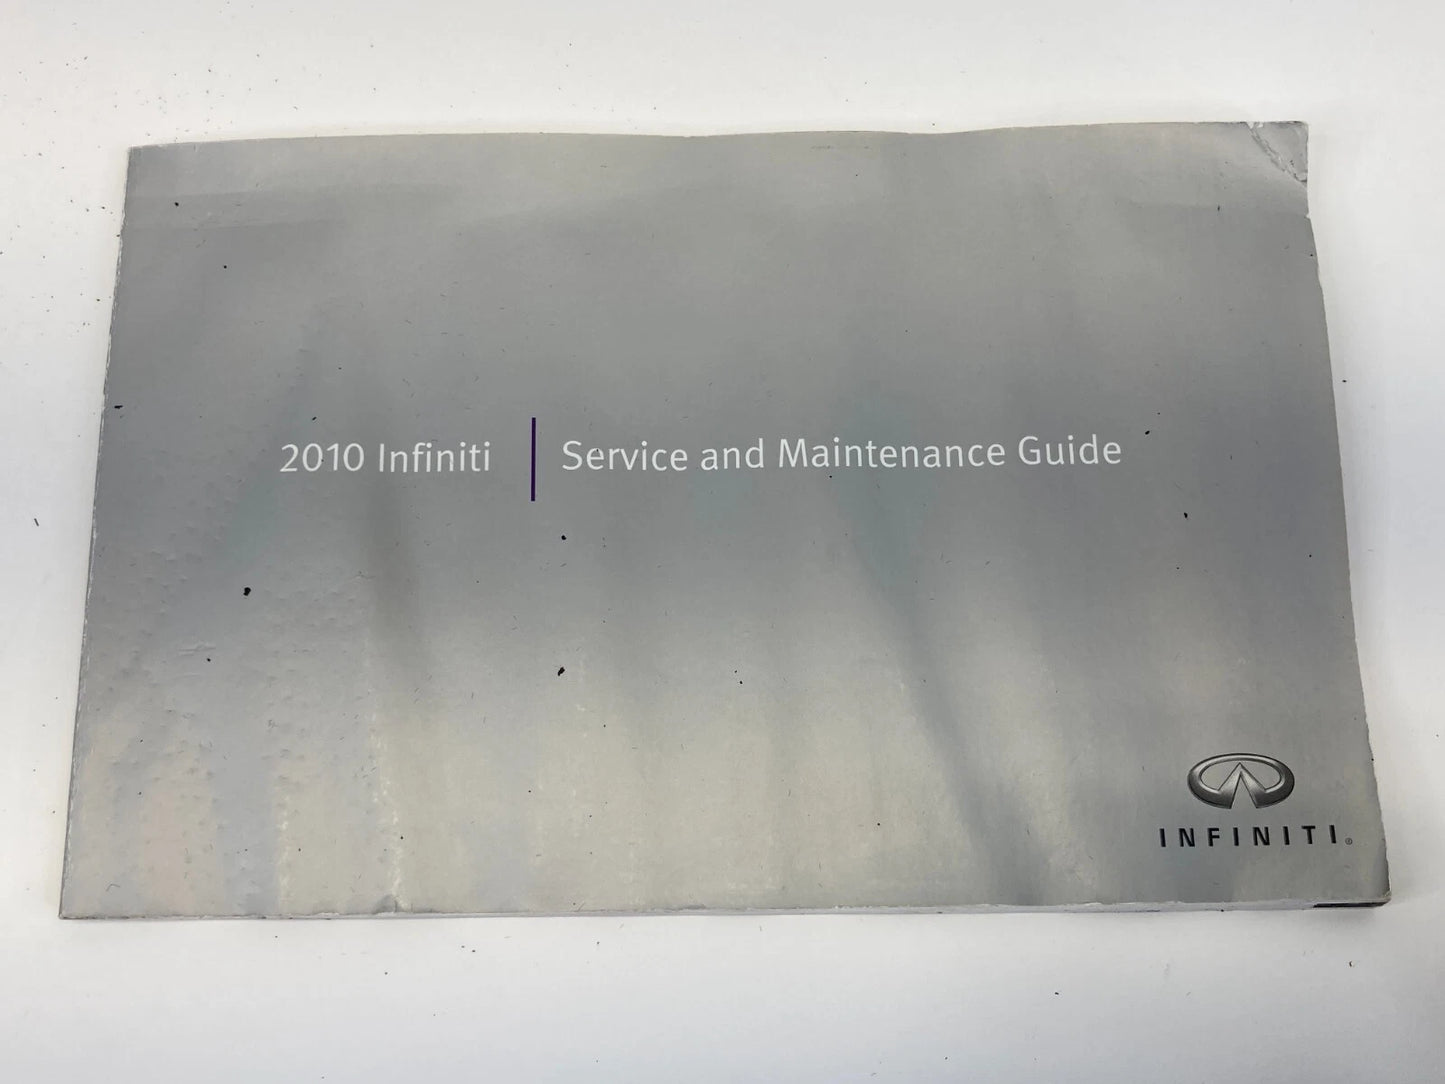 2010 Infiniti | Service and Maintenance Guide
INFINITI®